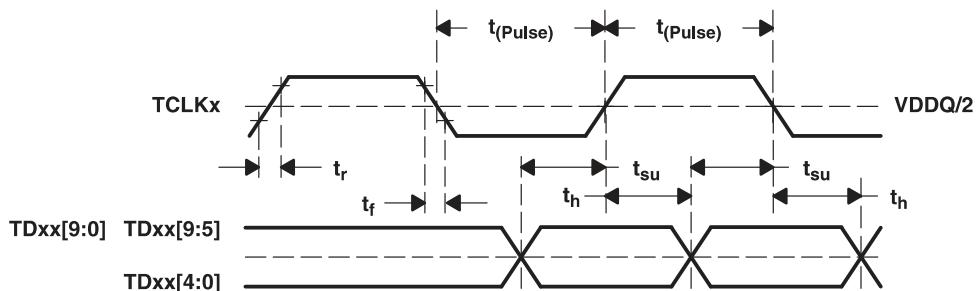 t(Pulse) t(Pulse)
TCLKx VDDQ/2
tr tsu tsu
tf th th
TDxx[9:0] TDxx[9:5]
TDxx[4:0]